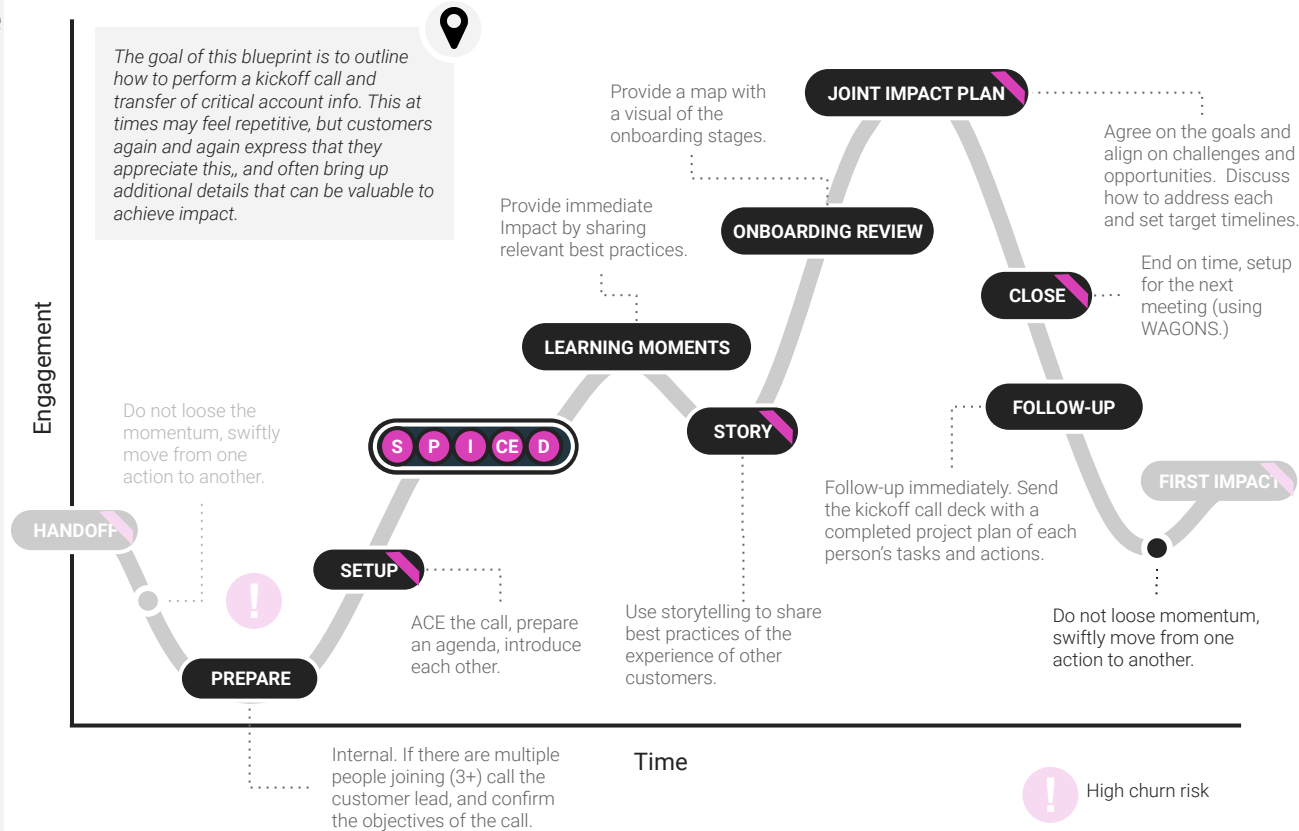 The goal of this blueprint is to outline
how to perform a kickoff call and
transfer of critical account info. This at
times may feel repetitive, but customers
again and again express that they
appreciate this,, and often bring up
additional details that can be valuable to
achieve impact.
Engagement
HANDOFF
Do not loose the
momentum, swiftly
move from one
action to another.
!
PREPARE
Internal. If there are multiple
people joining (3+) call the
customer lead, and confirm
the objectives of the call.
SETUP
ACE the call, prepare
an agenda, introduce
each other.
S P I CE D
Provide immediate
Impact by sharing
relevant best practices.
LEARNING MOMENTS
STORY
Use storytelling to share
best practices of the
experience of other
customers.
Provide a map with
a visual of the
onboarding stages.
ONBOARDING REVIEW
JOINT IMPACT PLAN
Agree on the goals and
align on challenges and
opportunities. Discuss
how to address each
and set target timelines.
CLOSE
End on time, setup
for the next
meeting (using
WAGONS.)
FOLLOW-UP
Follow-up immediately. Send
the kickoff call deck with a
completed project plan of each
person's tasks and actions.
FIRST IMPACT
Do not loose momentum,
swiftly move from one
action to another.
Time
! High churn risk